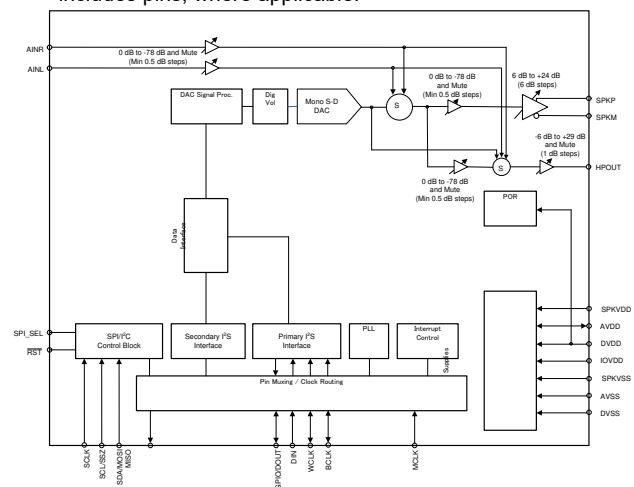 includes pins, where applicable.
AINR
AINL
0 dB to -78 dB and Mute
(Min 0.5 dB steps)
DAC Signal Proc.
Dig
Vol
Mono S-D
DAC
S
0 dB to -78 dB
and Mute
(Min 0.5 dB steps)
6 dB to +24 dB
(6 dB steps)
SPKP
SPKM
-6 dB to +29 dB
and Mute
(1 dB steps)
S
HPOUT
0 dB to -78 dB
and Mute
(Min 0.5 dB steps)
POR
Data
Interface
SPI_SEL
RST
SPI/I²C
Control Block
Secondary I²S
Interface
Primary I²S
Interface
PLL
Interrupt
Control
Supplies
SPKVDD
AVDD
DVDD
IOVDD
SPKVSS
AVSS
DVSS
Pin Muxing / Clock Routing
SCLK
SCL/SSZ
SDA/MOSI
MISO
GPIO/DOUT
DIN
WCLK
BCLK
MCLK